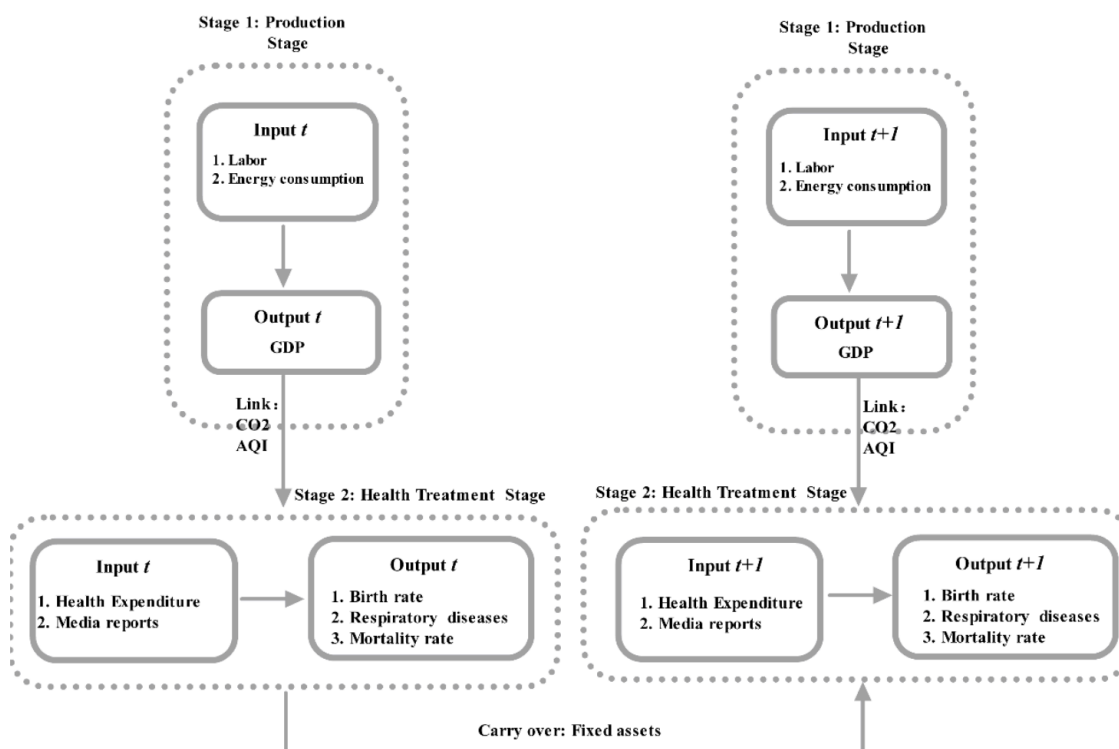 Stage 1: Production
Stage
Input t
1. Labor
2. Energy consumption
Output t
GDP
Link:
CO2
AQI
Stage 2: Health Treatment Stage
Input t
1. Health Expenditure
2. Media reports
Output t
1. Birth rate
2. Respiratory diseases
3. Mortality rate
Stage 1: Production
Stage
Input t+1
1. Labor
2. Energy consumption
Output t+1
GDP
Link:
CO2
AQI
Stage 2: Health Treatment Stage
Input t+1
1. Health Expenditure
2. Media reports
Output t+1
1. Birth rate
2. Respiratory diseases
3. Mortality rate
Carry over: Fixed assets